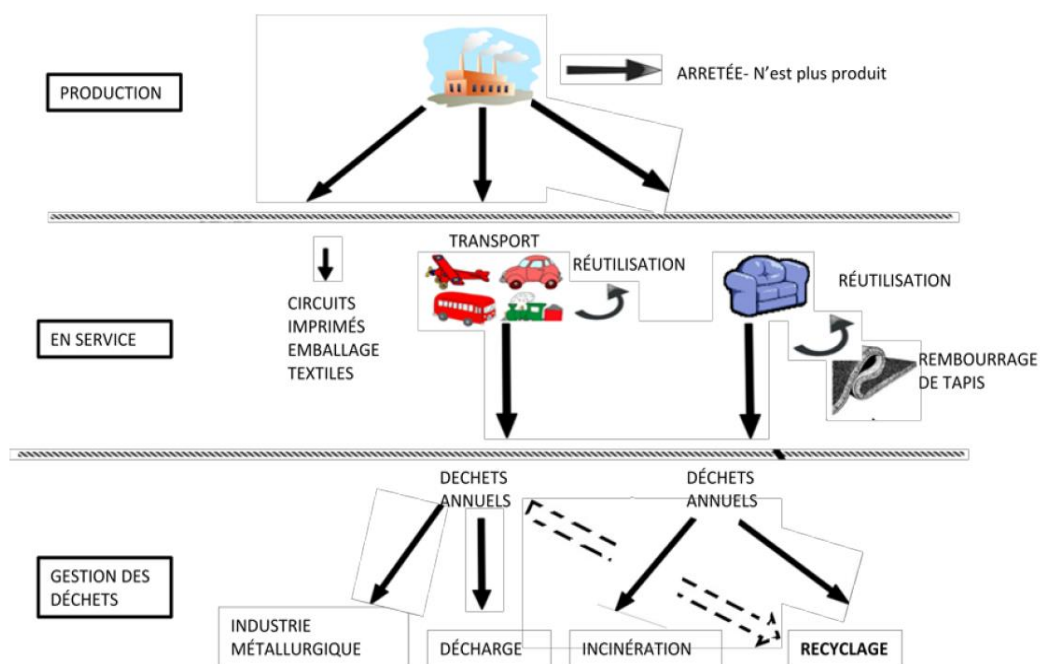 ARRETÉE- N'est plus produit
PRODUCTION
TRANSPORT
RÉUTILISATION
RÉUTILISATION
CIRCUITS
IMPRIMÉS
EMBALLAGE
TEXTILES
EN SERVICE
REMBOURRAGE
DE TAPIS
DECHETS
ANNUELS
DÉCHETS
ANNUELS
GESTION DES
DÉCHETS
INDUSTRIE
MÉTALLURGIQUE
DÉCHARGE
INCINÉRATION
RECYCLAGE